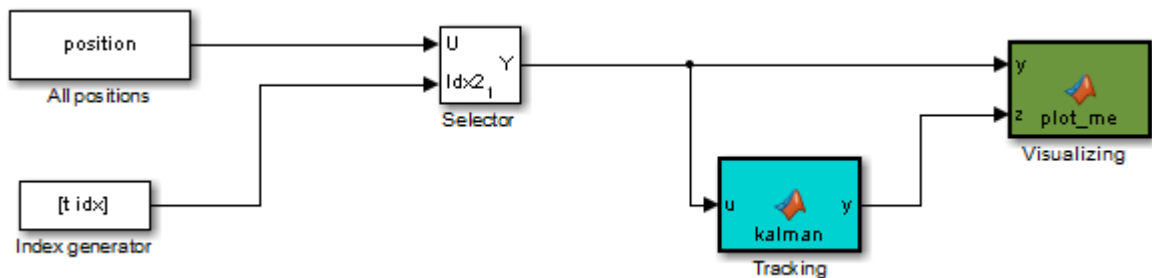 position
All positions
U
Y
Idx2
1
Selector
y
z
plot_me
Visualizing
[t idx]
Index generator
u
y
kalman
Tracking